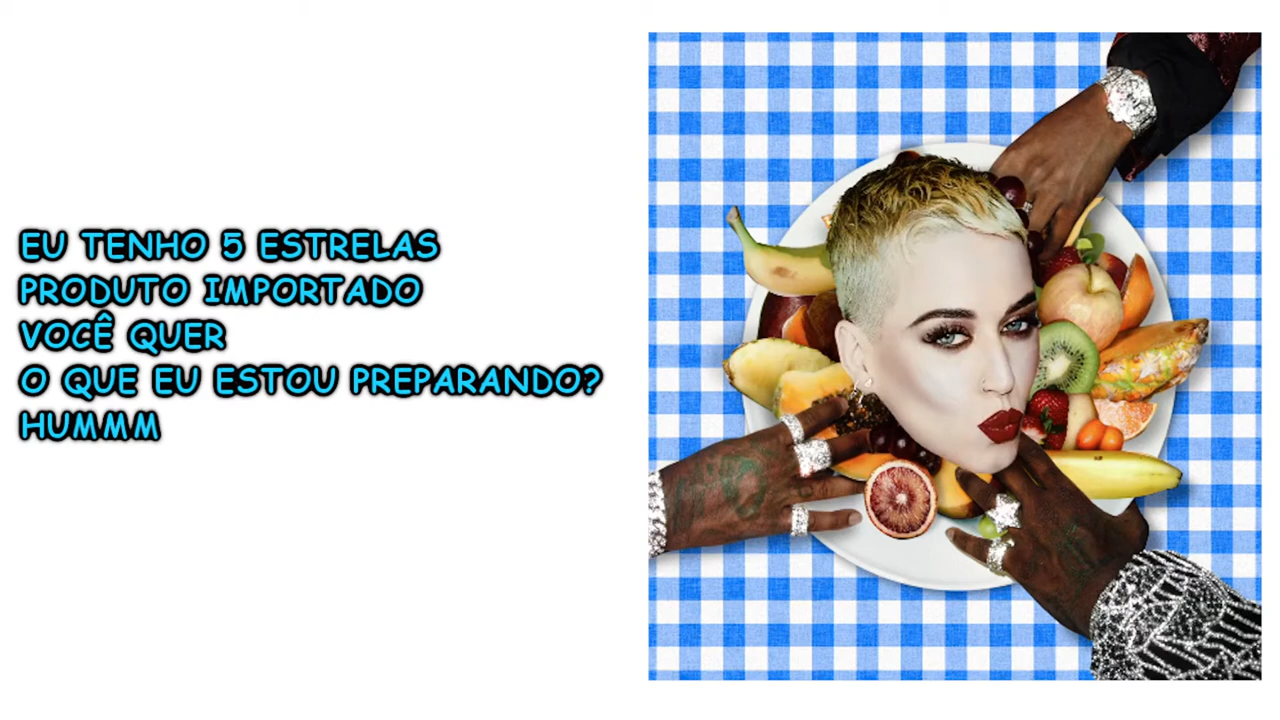 EU TENHO 5 ESTRELAS
PRODUTO IMPORTADO
VOCÊ QUER
O QUE EU ESTOU PREPARANDO?
HUMMM